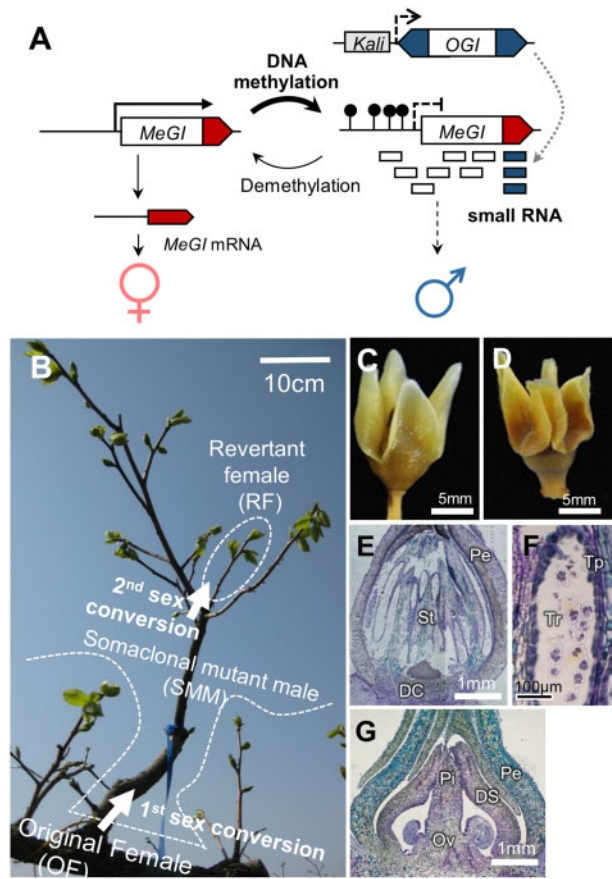 A
Kali
OGI
DNA
methylation
MeGI
MeGI
Demethylation
small RNA
MeGI mRNA
B
10cm
Revertant
female
(RF)
2nd sex
conversion
Somaclonal mutant male
(SMM)
1st sex conversion
Original Female
(OF)
C
5mm
D
5mm
E
Pe
St
DC
1mm
F
Tp
Tr
100μm
G
Pi
Pe
DS
Ov
1mm